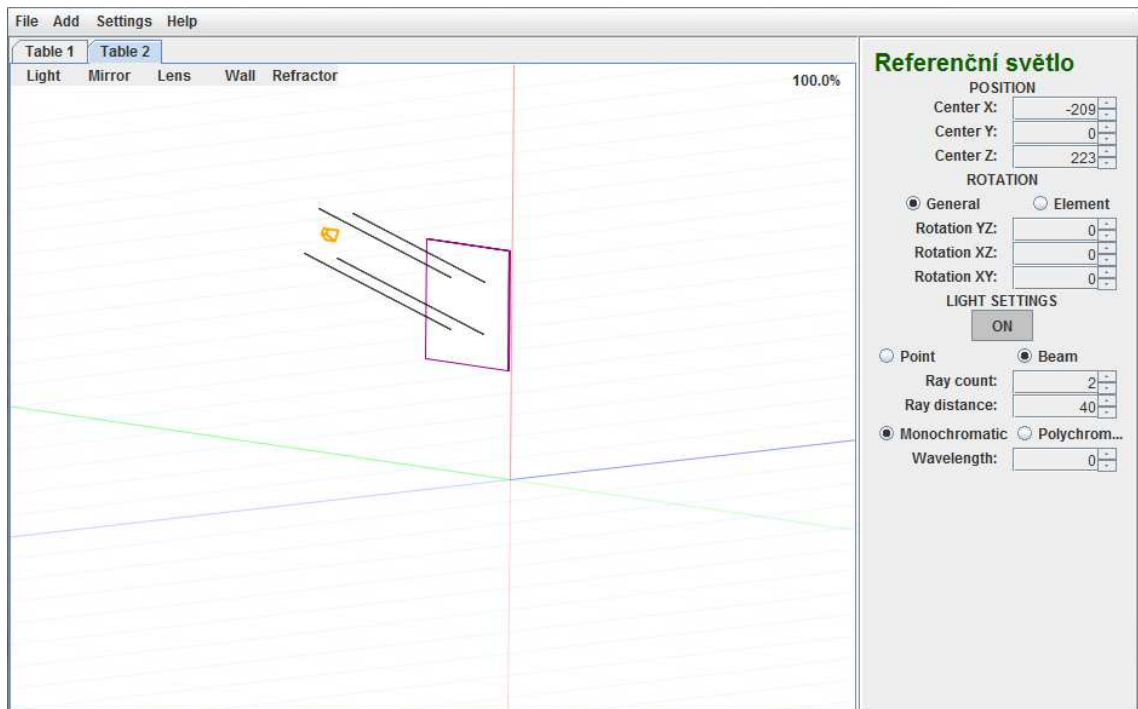 File Add Settings Help
Table 1 Table 2
Light Mirror Lens Wall Refractor
100.0%
Referenční světlo
POSITION
Center X: -209
Center Y: 0
Center Z: 223
ROTATION
General Element
Rotation YZ: 0
Rotation XZ: 0
Rotation XY: 0
LIGHT SETTINGS
ON
Point Beam
Ray count: 2
Ray distance: 40
Monochromatic Polychrom...
Wavelength: 0